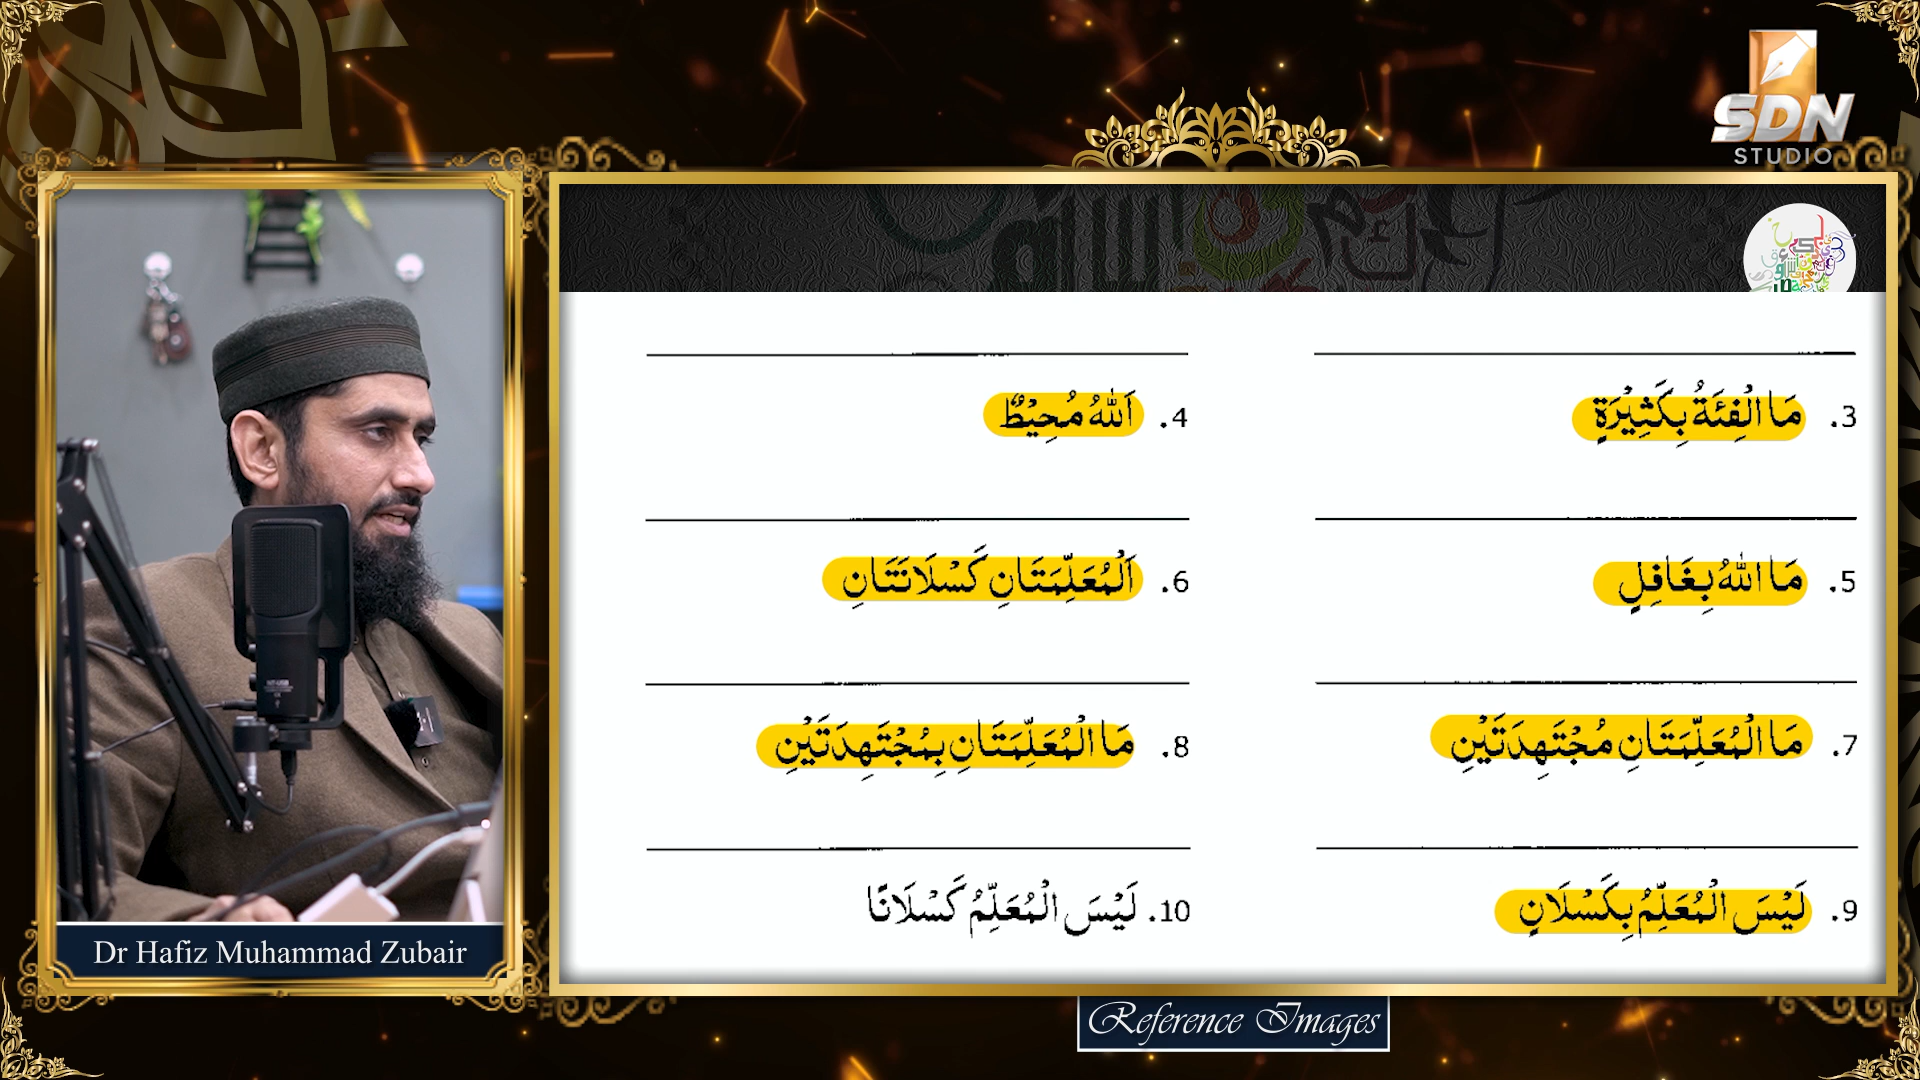 SDN
STUDIO
3. مَا الْفِئَةُ بِكَثِيْرَةٍ
4. اَللّٰهُ مُحِيْطٌ
5. مَا اللّٰهُ بِغَافِلٍ
6. اَلْمُعَلِّمَتَانِ كَسْلَانَتَانِ
7. مَا الْمُعَلِّمَتَانِ مُجْتَهِدَتَيْنِ
8. مَا الْمُعَلِّمَتَانِ بِمُجْتَهِدَتَيْنِ
9. لَيْسَ الْمُعَلِّمُ بِكَسْلَانٍ
10. لَيْسَ الْمُعَلِّمُ كَسْلَانًا
Dr Hafiz Muhammad Zubair
Reference Images